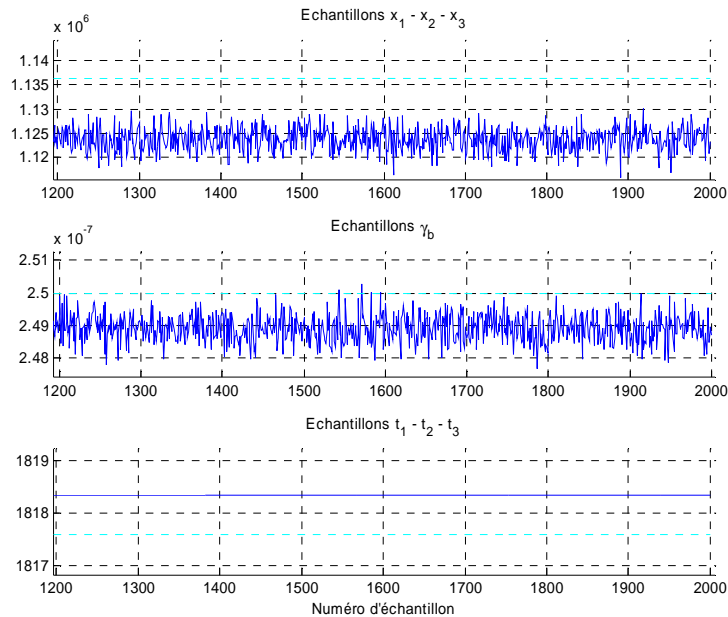 Echantillons x₁ - x₂ - x₃
x 10⁶
1.14
1.135
1.13
1.125
1.12
1200 1300 1400 1500 1600 1700 1800 1900 2000
Echantillons γb
x 10⁻⁷
2.51
2.5
2.49
2.48
1200 1300 1400 1500 1600 1700 1800 1900 2000
Echantillons t₁ - t₂ - t₃
1819
1818
1817
1200 1300 1400 1500 1600 1700 1800 1900 2000
Numéro d'échantillon